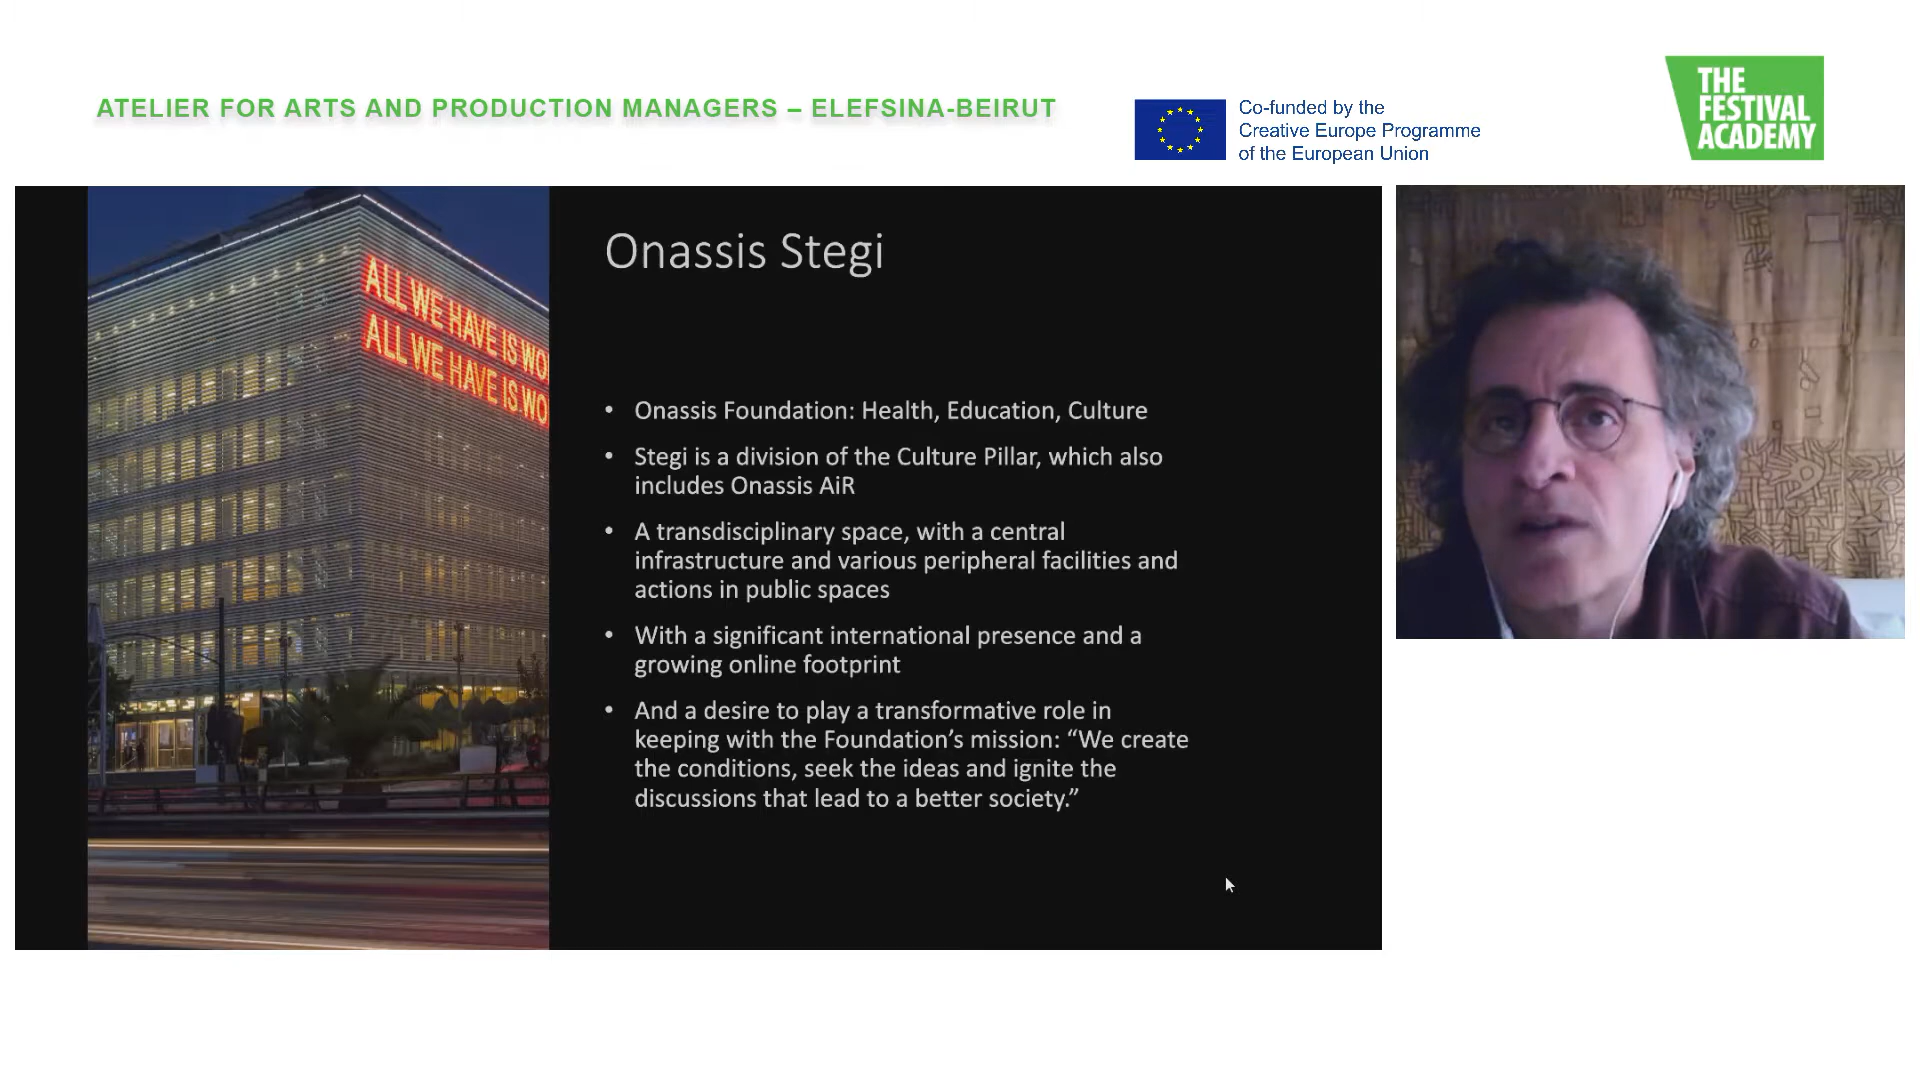 ATELIER FOR ARTS AND PRODUCTION MANAGERS – ELEFSINA-BEIRUT
Co-funded by the
Creative Europe Programme
of the European Union
THE
FESTIVAL
ACADEMY
ALL WE HAVE IS WO
ALL WE HAVE IS WO
Onassis Stegi
• Onassis Foundation: Health, Education, Culture
• Stegi is a division of the Culture Pillar, which also
includes Onassis AiR
• A transdisciplinary space, with a central
infrastructure and various peripheral facilities and
actions in public spaces
• With a significant international presence and a
growing online footprint
• And a desire to play a transformative role in
keeping with the Foundation’s mission: “We create
the conditions, seek the ideas and ignite the
discussions that lead to a better society.”